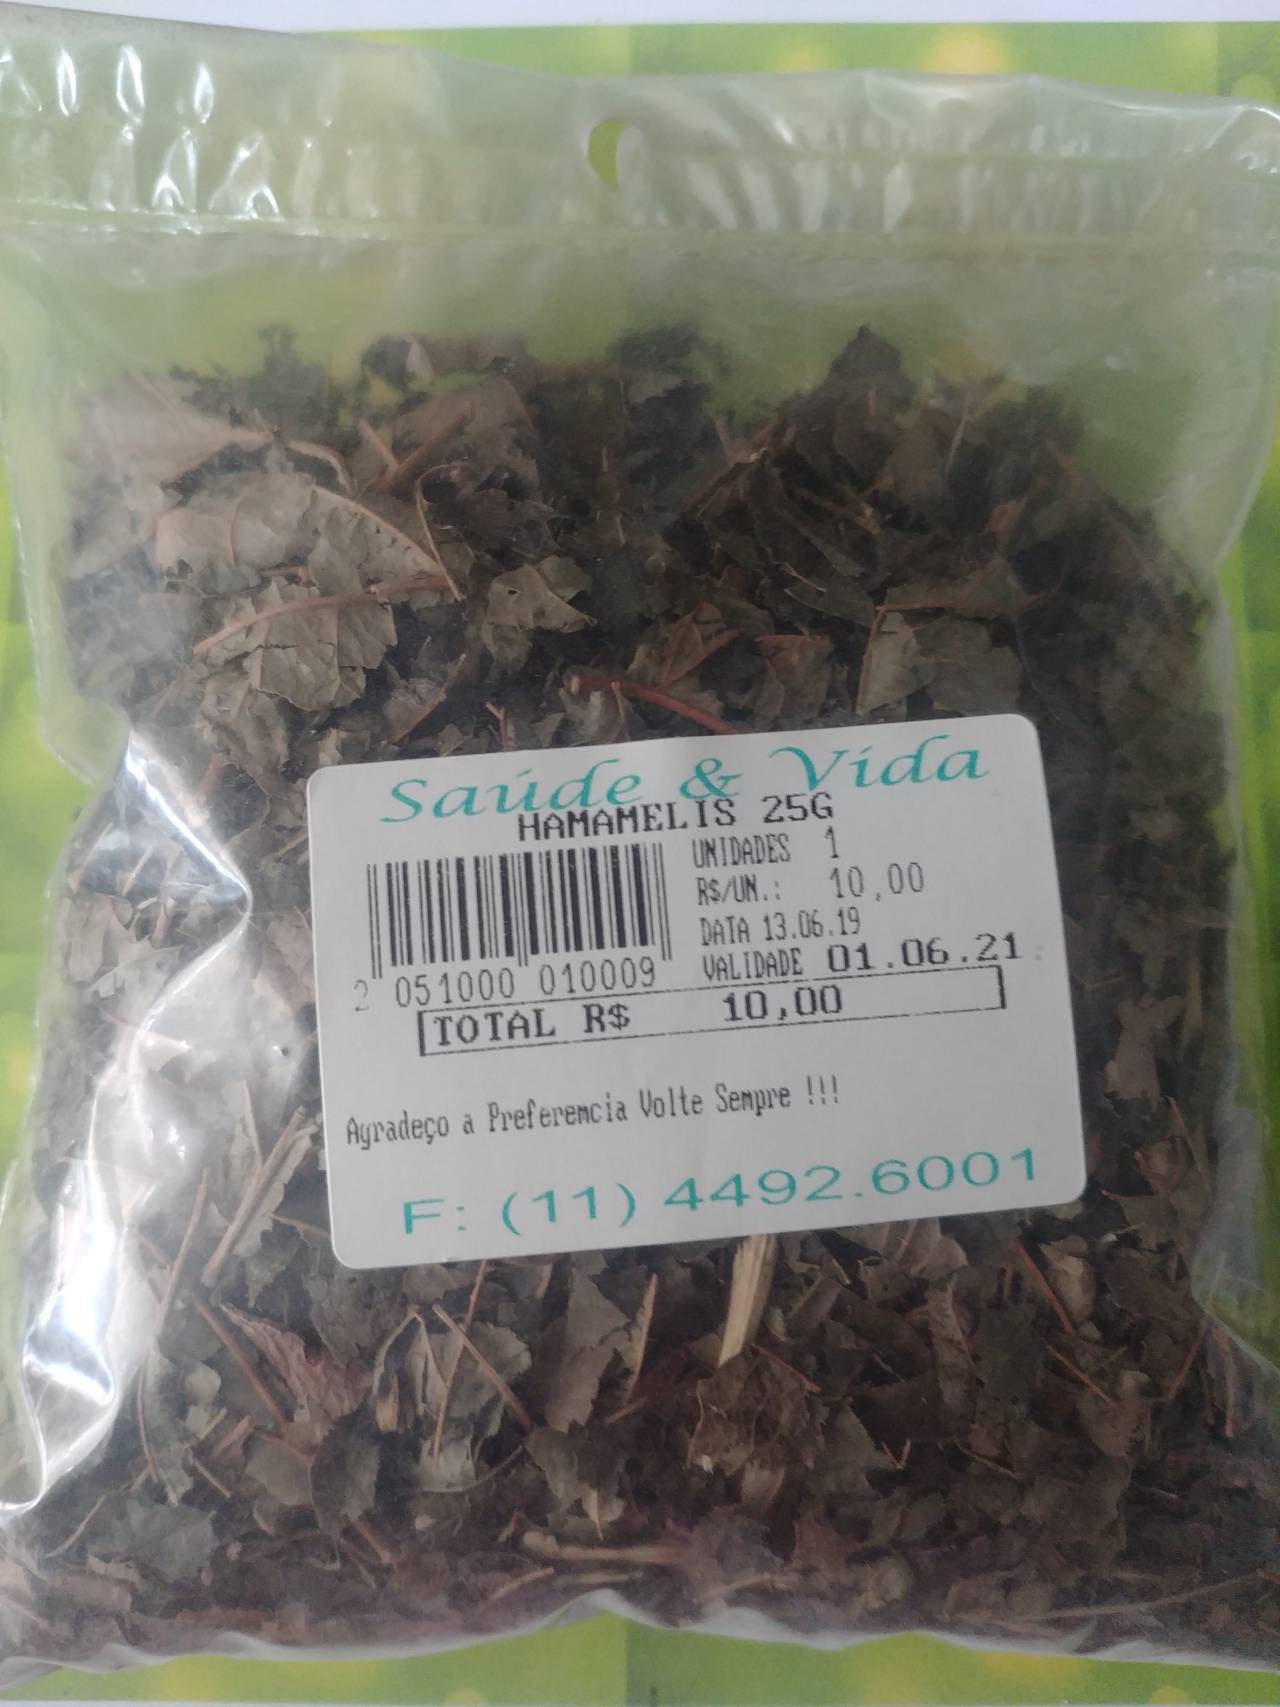 Saúde & Vida
HAMAMELIS 25G
UNIDADES 1
R$/UN.: 10,00
DATA 13.06.19
VALIDADE 01.06.21
2 051000 010009
TOTAL R$ 10,00
Agradeço a Preferemcia Volte Sempre !!!
F: (11) 4492.6001